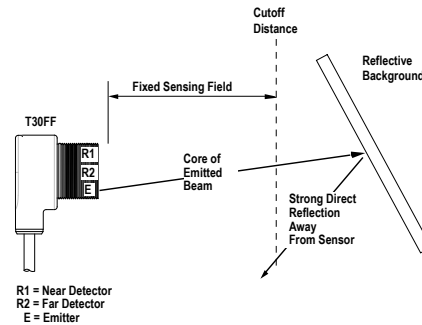 Cutoff
Distance
Reflective
Background
Fixed Sensing Field
T30FF
R1
R2
E
Core of
Emitted
Beam
Strong Direct
Reflection
Away
From Sensor
R1 = Near Detector
R2 = Far Detector
E = Emitter